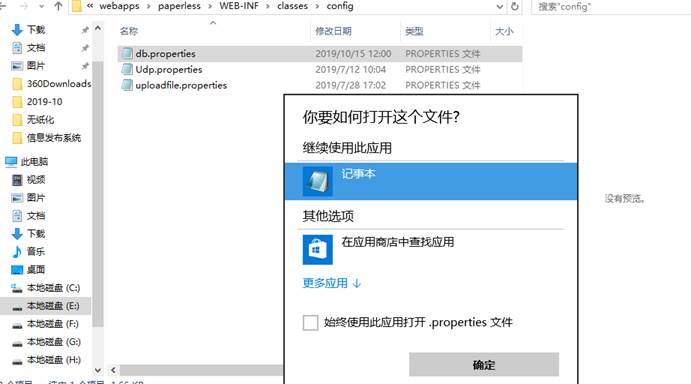 « webapps › paperless › WEB-INF › classes › config
搜索"config"
名称 修改日期 类型 大小
下载
文档
图片
360Downloads
2019-10
无纸化
信息发布系统
此电脑
视频
图片
文档
下载
音乐
桌面
本地磁盘 (C:)
本地磁盘 (E:)
本地磁盘 (F:)
本地磁盘 (G:)
本地磁盘 (H:)
db.properties 2019/10/15 12:00 PROPERTIES 文件
Udp.properties 2019/7/12 10:04 PROPERTIES 文件
uploadfile.properties 2019/7/28 17:02 PROPERTIES 文件
你要如何打开这个文件?
继续使用此应用
记事本
其他选项
在应用商店中查找应用
更多应用 ↓
始终使用此应用打开 .properties 文件
确定
没有预览。